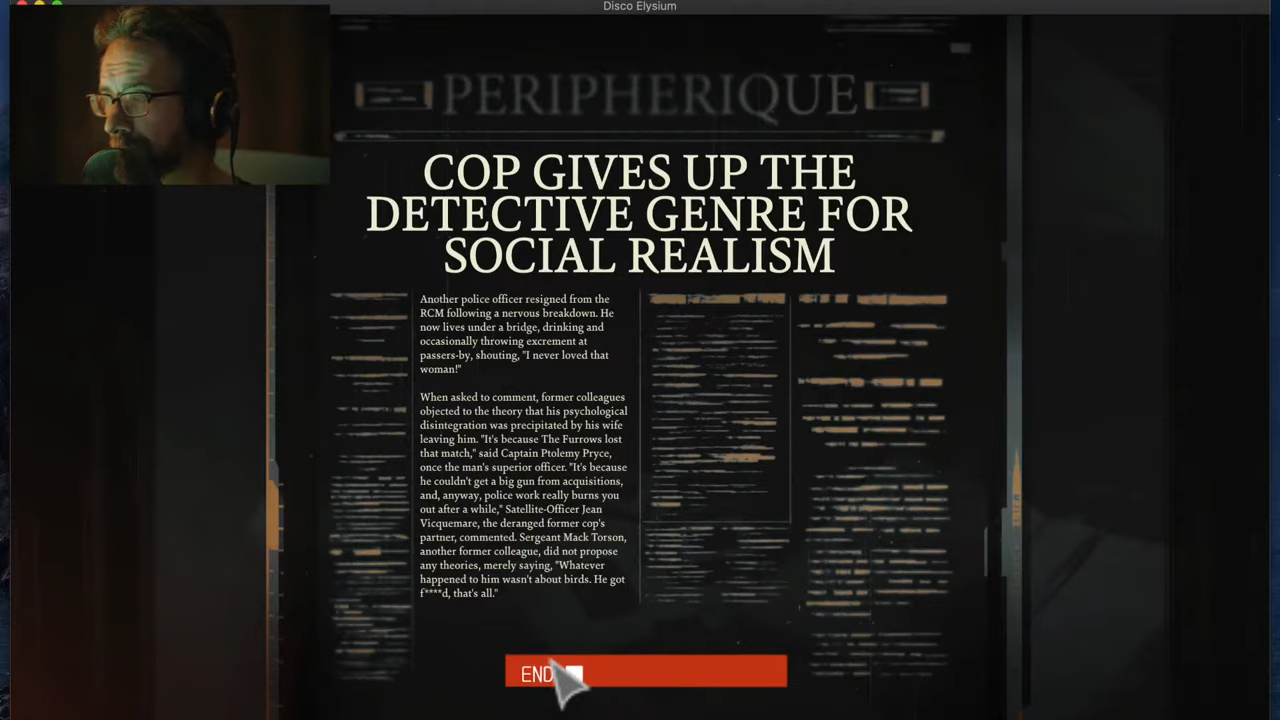 Disco Elysium
PERIPHERIQUE
COP GIVES UP THE
DETECTIVE GENRE FOR
SOCIAL REALISM
Another police officer resigned from the
RCM following a nervous breakdown. He
now lives under a bridge, drinking and
occasionally throwing excrement at
passers-by, shouting, "I never loved that
woman!"
When asked to comment, former colleagues
objected to the theory that his psychological
disintegration was precipitated by his wife
leaving him. "It's because The Furrows lost
that match," said Captain Ptolemy Pryce,
once the man's superior officer. "It's because
he couldn't get a big gun from acquisitions,
and, anyway, police work really burns you
out after a while," Satellite-Officer Jean
Vicquemare, the deranged former cop's
partner, commented. Sergeant Mack Torson,
another former colleague, did not propose
any theories, merely saying, "Whatever
happened to him wasn't about birds. He got
f****d, that's all."
END